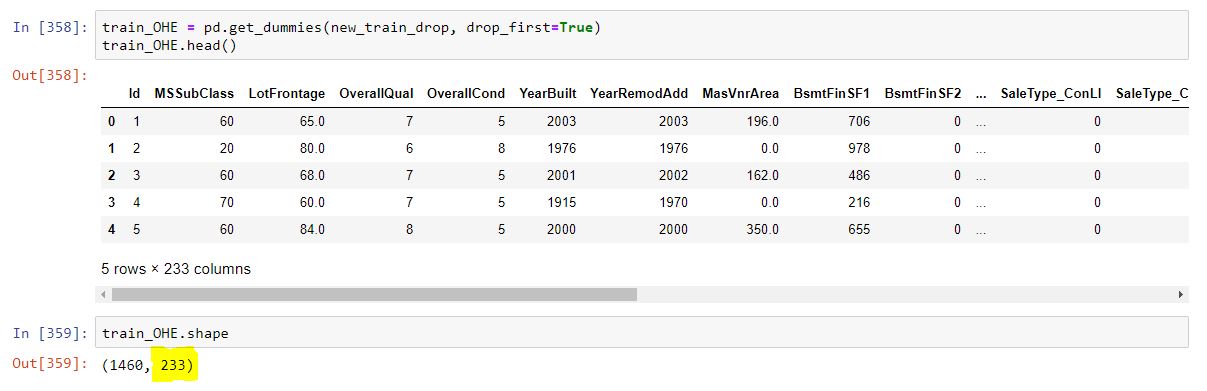 In [358]: train_OHE = pd.get_dummies(new_train_drop, drop_first=True)
train_OHE.head()
Out[358]:
Id MSSubClass LotFrontage OverallQual OverallCond YearBuilt YearRemodAdd MasVnrArea BsmtFinSF1 BsmtFinSF2 ... SaleType_ConLI SaleType_C
0 1 60 65.0 7 5 2003 2003 196.0 706 0 ... 0
1 2 20 80.0 6 8 1976 1976 0.0 978 0 ... 0
2 3 60 68.0 7 5 2001 2002 162.0 486 0 ... 0
3 4 70 60.0 7 5 1915 1970 0.0 216 0 ... 0
4 5 60 84.0 8 5 2000 2000 350.0 655 0 ... 0
5 rows × 233 columns
In [359]: train_OHE.shape
Out[359]: (1460, 233)